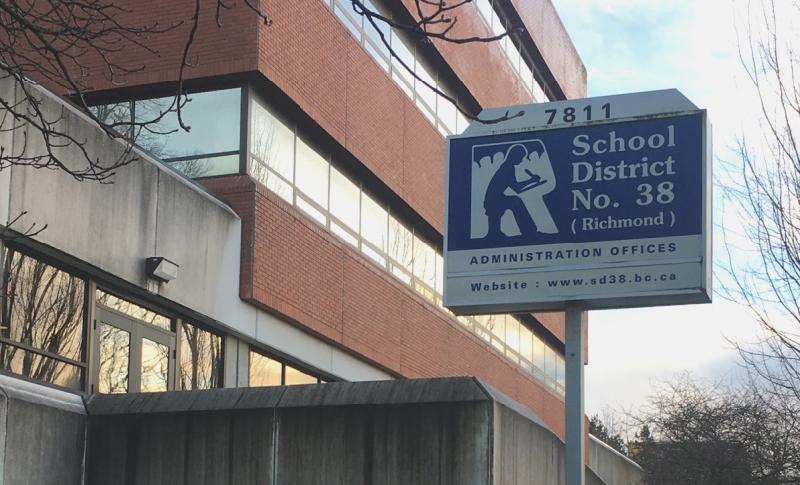 7811
School
District
No. 38
( Richmond )
ADMINISTRATION OFFICES
Website : www.sd38.bc.ca